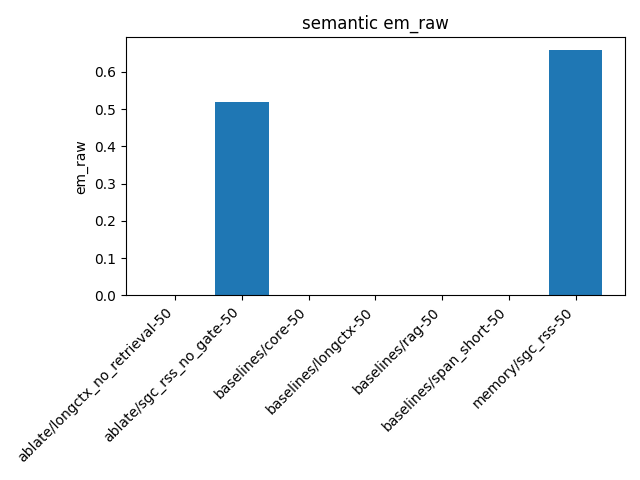 semantic em_raw
em_raw
0.6
0.5
0.4
0.3
0.2
0.1
0.0
ablate/longctx_no_retrieval-50
ablate/sgc_rss_no_gate-50
baselines/core-50
baselines/longctx-50
baselines/rag-50
baselines/span_short-50
memory/sgc_rss-50